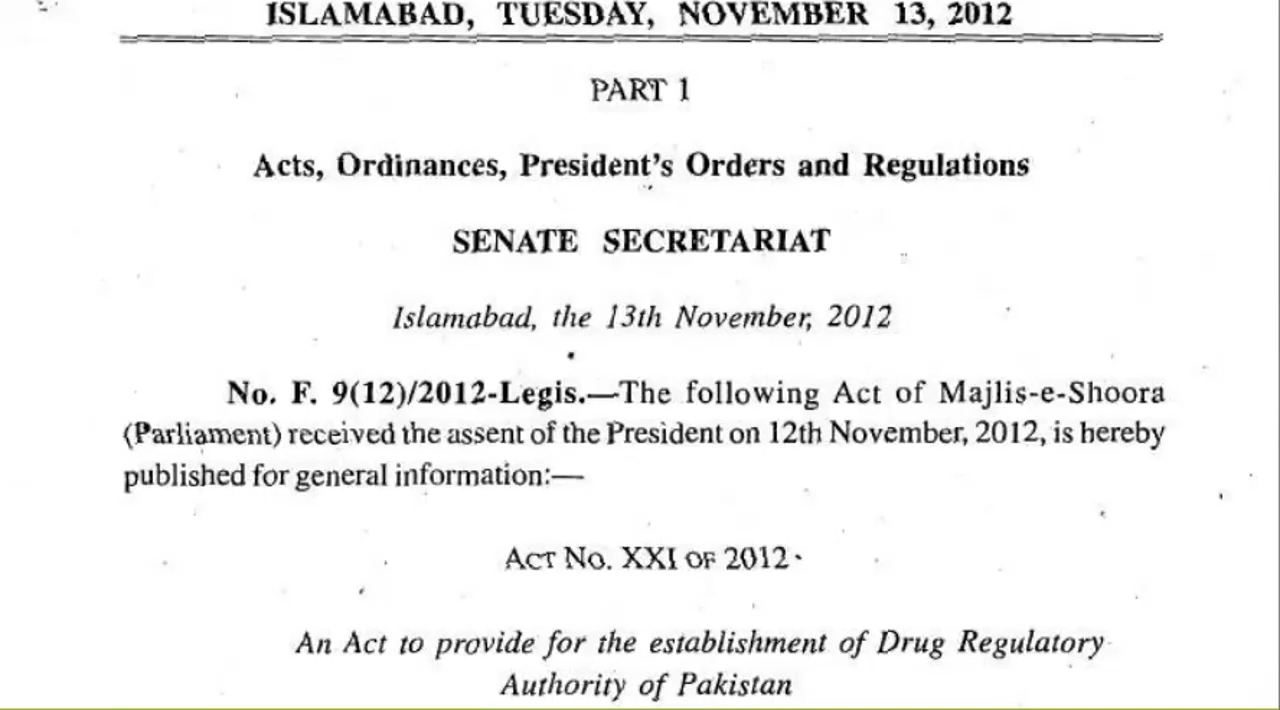 ISLAMABAD, TUESDAY, NOVEMBER 13, 2012
PART 1
Acts, Ordinances, President's Orders and Regulations
SENATE SECRETARIAT
Islamabad, the 13th November, 2012
No. F. 9(12)/2012-Legis.—The following Act of Majlis-e-Shoora
(Parliament) received the assent of the President on 12th November, 2012, is hereby
published for general information:—
ACT NO. XXI OF 2012
An Act to provide for the establishment of Drug Regulatory
Authority of Pakistan